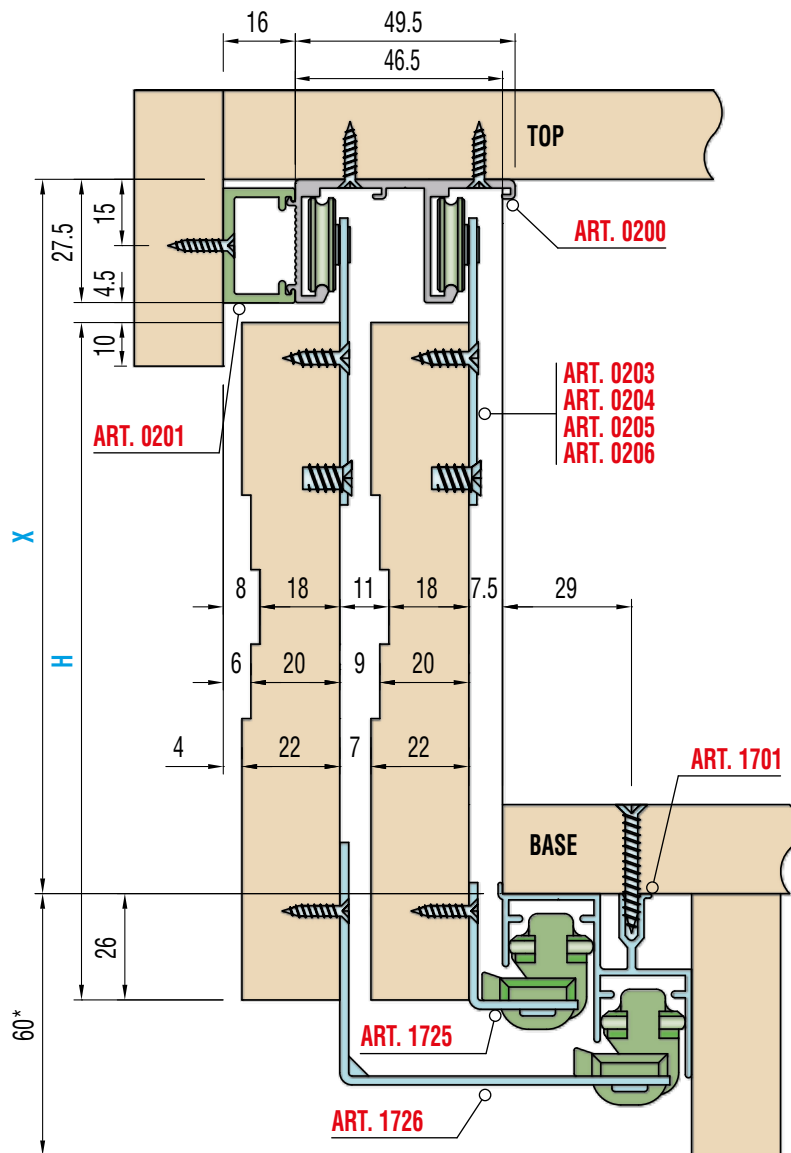 16
49.5
46.5
TOP
27.5
15
4.5
10
ART. 0200
ART. 0203
ART. 0204
ART. 0205
ART. 0206
ART. 0201
X
H
8
18
11
18
7.5
29
6
20
9
20
4
22
7
22
ART. 1701
BASE
26
60*
ART. 1725
ART. 1726